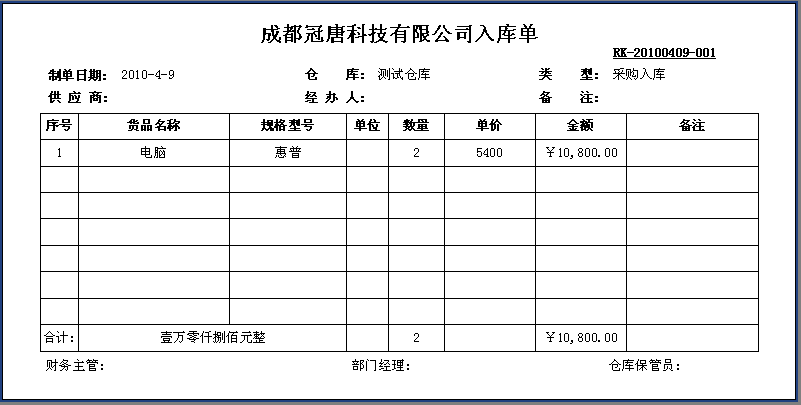 成都冠唐科技有限公司入库单
RK-20100409-001
制单日期： 2010-4-9 仓 库： 测试仓库 类 型： 采购入库
供 应 商： 经 办 人： 备 注：
序号 货品名称 规格型号 单位 数量 单价 金额 备注
1 电脑 惠普 2 5400 ￥10,800.00
合计： 壹万零仟捌佰元整 2 ￥10,800.00
财务主管： 部门经理： 仓库保管员：